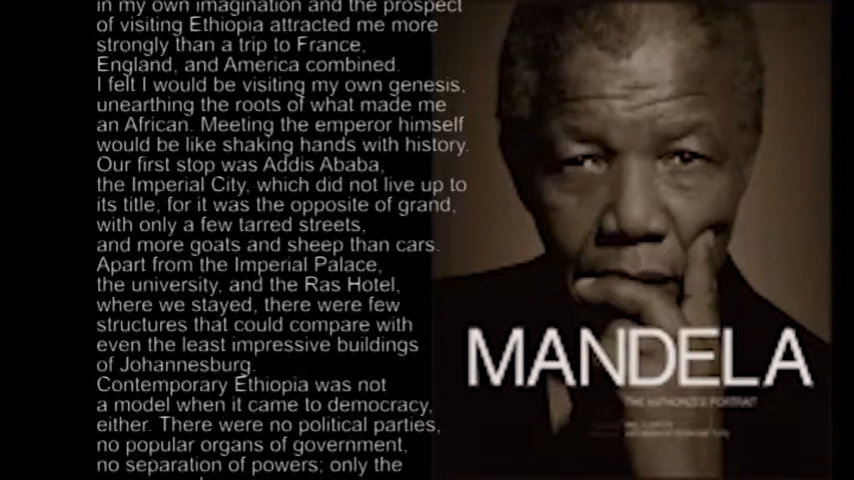 in my own imagination and the prospect
of visiting Ethiopia attracted me more
strongly than a trip to France,
England, and America combined.
I felt I would be visiting my own genesis,
unearthing the roots of what made me
an African. Meeting the emperor himself
would be like shaking hands with history.
Our first stop was Addis Ababa,
the Imperial City, which did not live up to
its title, for it was the opposite of grand,
with only a few tarred streets,
and more goats and sheep than cars.
Apart from the Imperial Palace,
the university, and the Ras Hotel,
where we stayed, there were few
structures that could compare with
even the least impressive buildings
of Johannesburg.
Contemporary Ethiopia was not
a model when it came to democracy,
either. There were no political parties,
no popular organs of government,
no separation of powers; only the
MANDELA
THE AUTHORIZED PORTRAIT